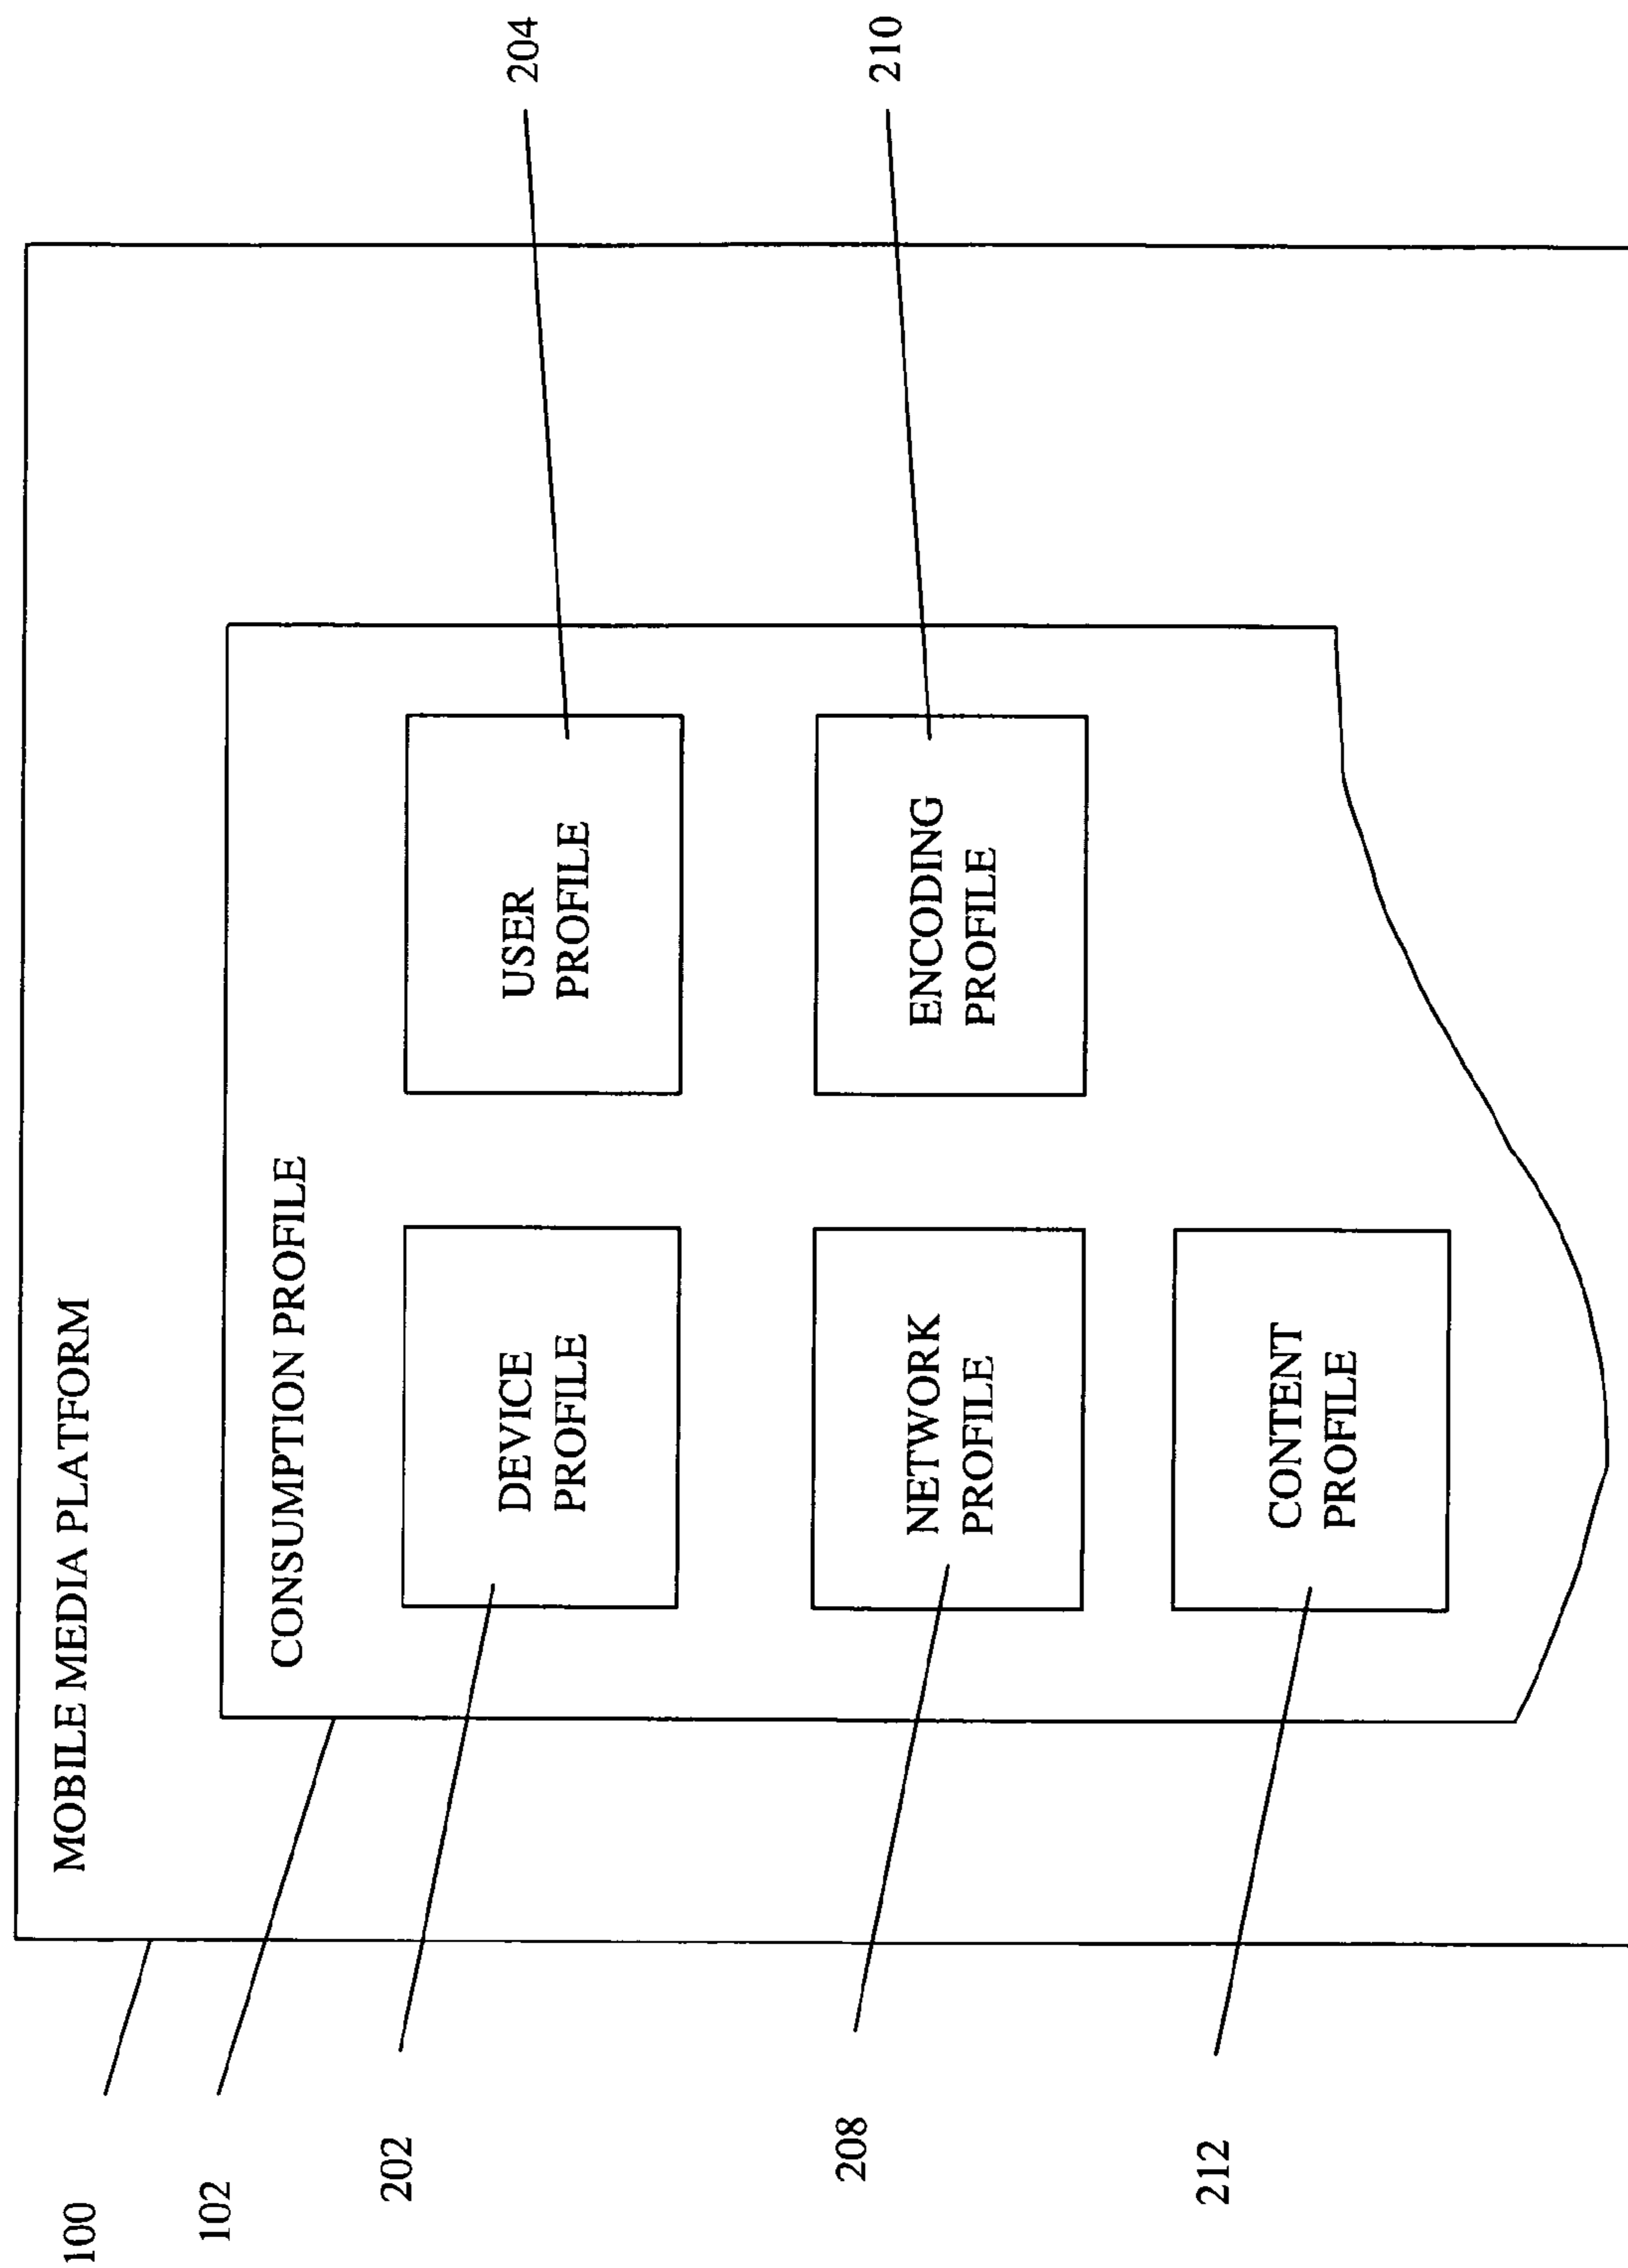 100
MOBILE MEDIA PLATFORM
102
CONSUMPTION PROFILE
202
DEVICE
PROFILE
USER
PROFILE
204
208
NETWORK
PROFILE
ENCODING
PROFILE
210
212
CONTENT
PROFILE